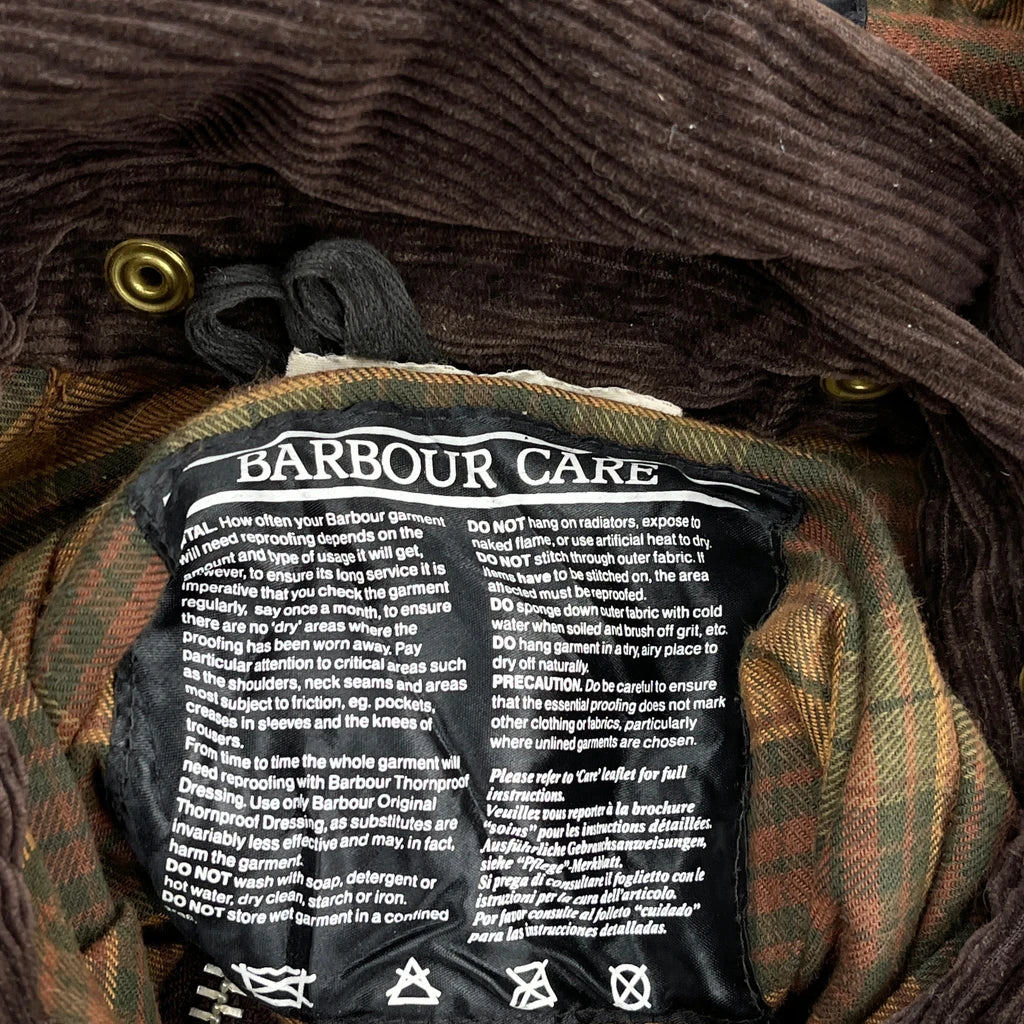 BARBOUR CARE
How often your Barbour garment
will need reproofing depends on the
amount and type of usage it will get,
however, to ensure its long service it is
imperative that you check the garment
regularly, say once a month, to ensure
there are no 'dry' areas where the
proofing has been worn away. Pay
particular attention to critical areas such
as the shoulders, neck seams and areas
most subject to friction, eg. pockets,
creases in sleeves and the knees of
trousers.
From time to time the whole garment will
need reproofing with Barbour Thornproof
Dressing. Use only Barbour Original
Thornproof Dressing, as substitutes are
invariably less effective and may, in fact,
harm the garment.
DO NOT wash with soap, detergent or
hot water, dry clean, starch or iron.
DO NOT store wet garment in a confined
DO NOT hang on radiators, expose to
naked flame, or use artificial heat to dry.
DO NOT stitch through outer fabric. If
items have to be stitched on, the area
affected must be reproofed.
DO sponge down outer fabric with cold
water when soiled and brush off grit, etc.
DO hang garment in a dry, airy place to
dry off naturally.
PRECAUTION. Do be careful to ensure
that the essential proofing does not mark
other clothing or fabrics, particularly
where unlined garments are chosen.
Please refer to 'Care' leaflet for full
instructions.
Veuillez vous reporter à la brochure
"soins" pour les instructions détaillées.
Ausführliche Gebrauchsanweisungen,
siehe "Pflege"-Merkblatt.
Si prega di consultare il foglietto con le
istruzioni per la cura dell'articolo.
Por favor consulte al folleto "cuidado"
para las instrucciones detalladas.